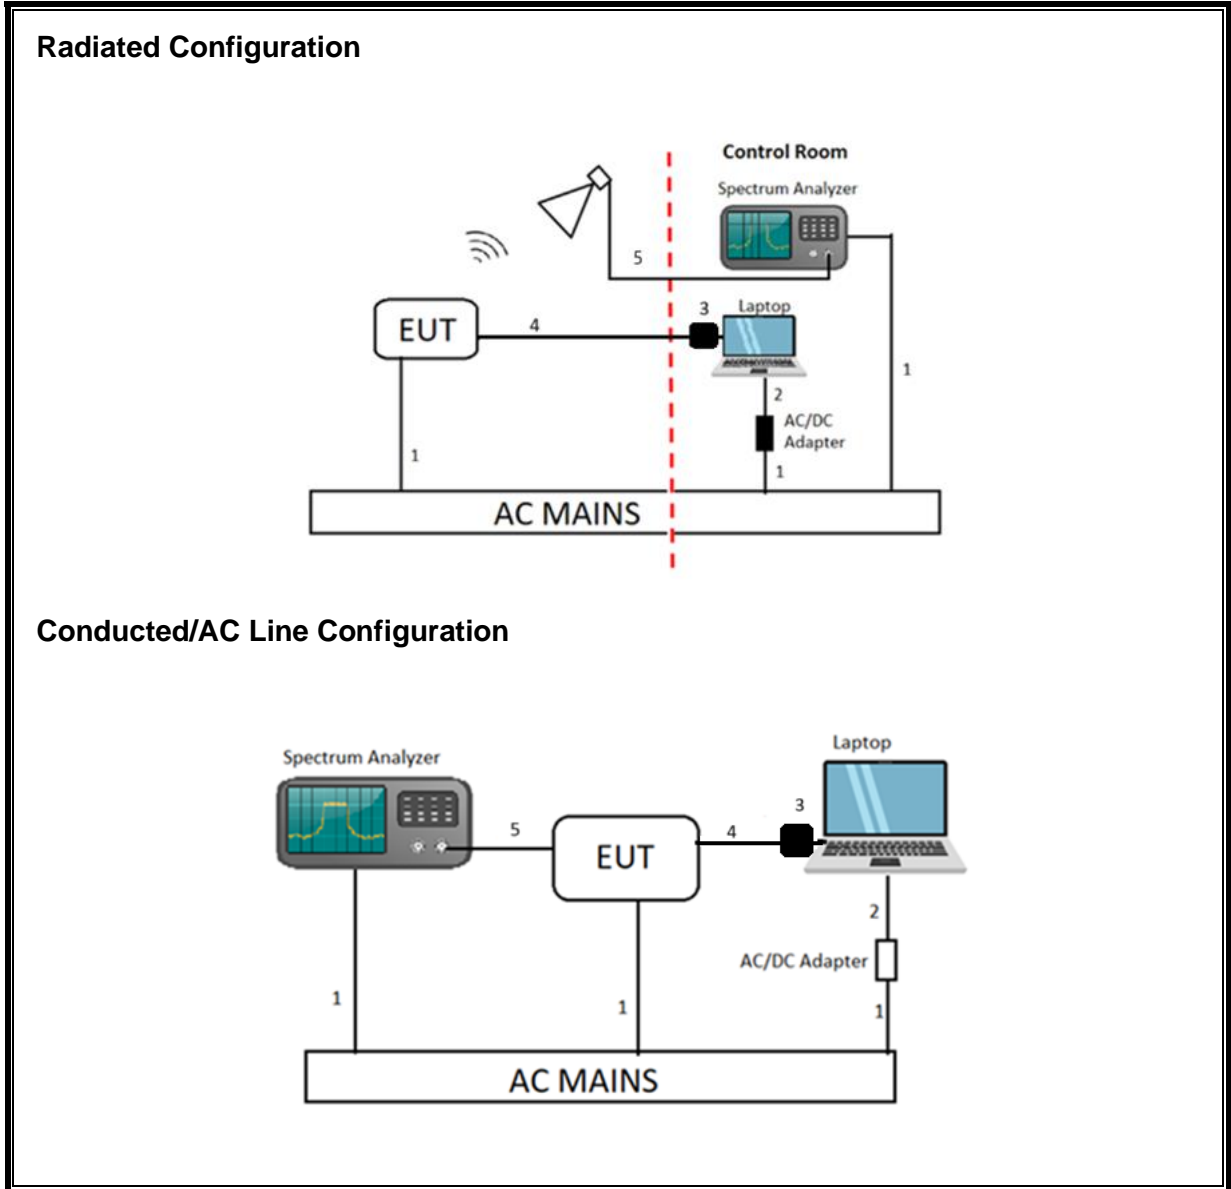 Radiated Configuration
Control Room
Spectrum Analyzer
5
3
Laptop
EUT
4
1
2
AC/DC
Adapter
1
1
AC MAINS
Conducted/AC Line Configuration
Laptop
Spectrum Analyzer
3
5
4
EUT
2
AC/DC Adapter
1
1
1
AC MAINS